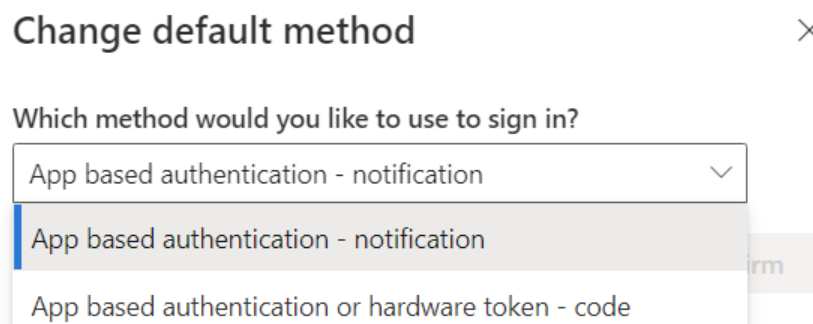 Change default method
Which method would you like to use to sign in?
App based authentication - notification
App based authentication - notification
App based authentication or hardware token - code